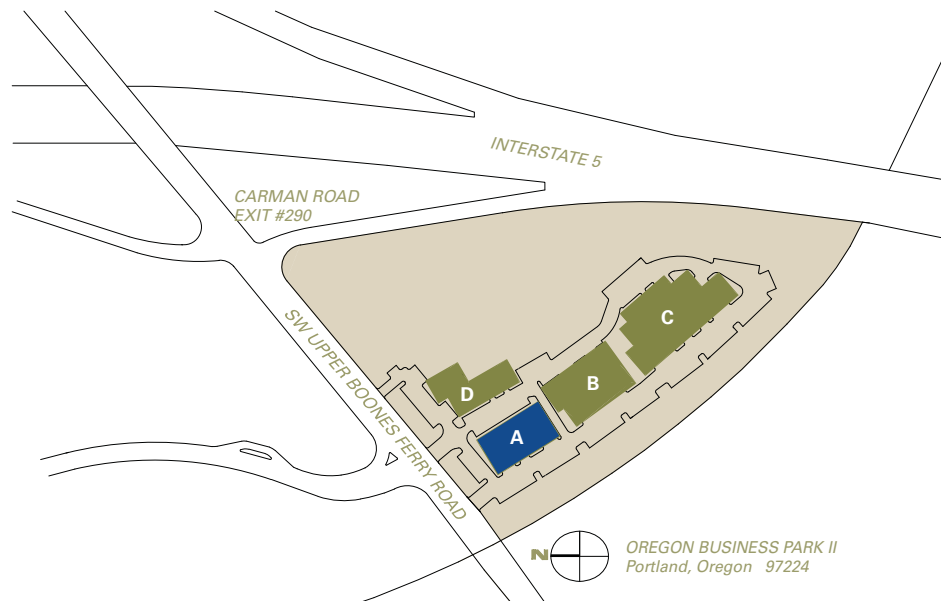 INTERSTATE 5
CARMAN ROAD
EXIT #290
SW UPPER BOONES FERRY ROAD
C
B
D
A
N
OREGON BUSINESS PARK II
Portland, Oregon 97224